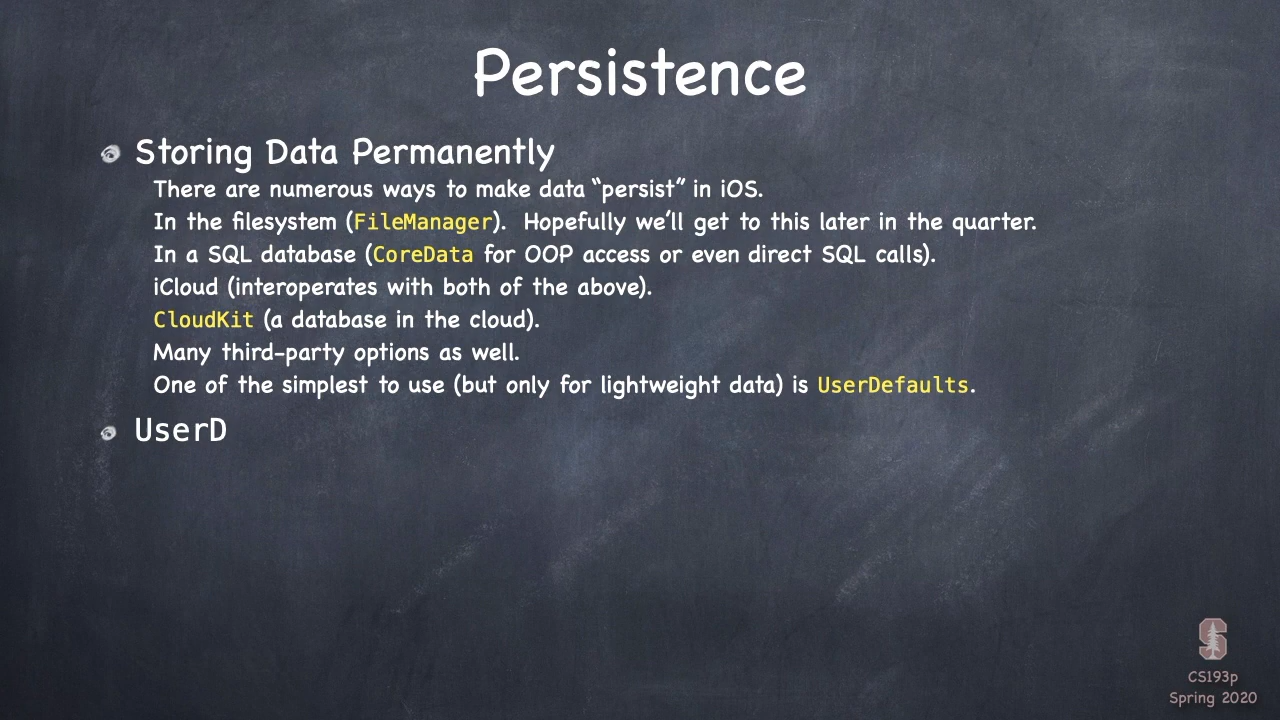 Persistence
Storing Data Permanently
There are numerous ways to make data “persist” in iOS.
In the filesystem (FileManager).  Hopefully we’ll get to this later in the quarter.
In a SQL database (CoreData for OOP access or even direct SQL calls).
iCloud (interoperates with both of the above).
CloudKit (a database in the cloud).
Many third-party options as well.
One of the simplest to use (but only for lightweight data) is UserDefaults.
UserD
S
CS193p
Spring 2020